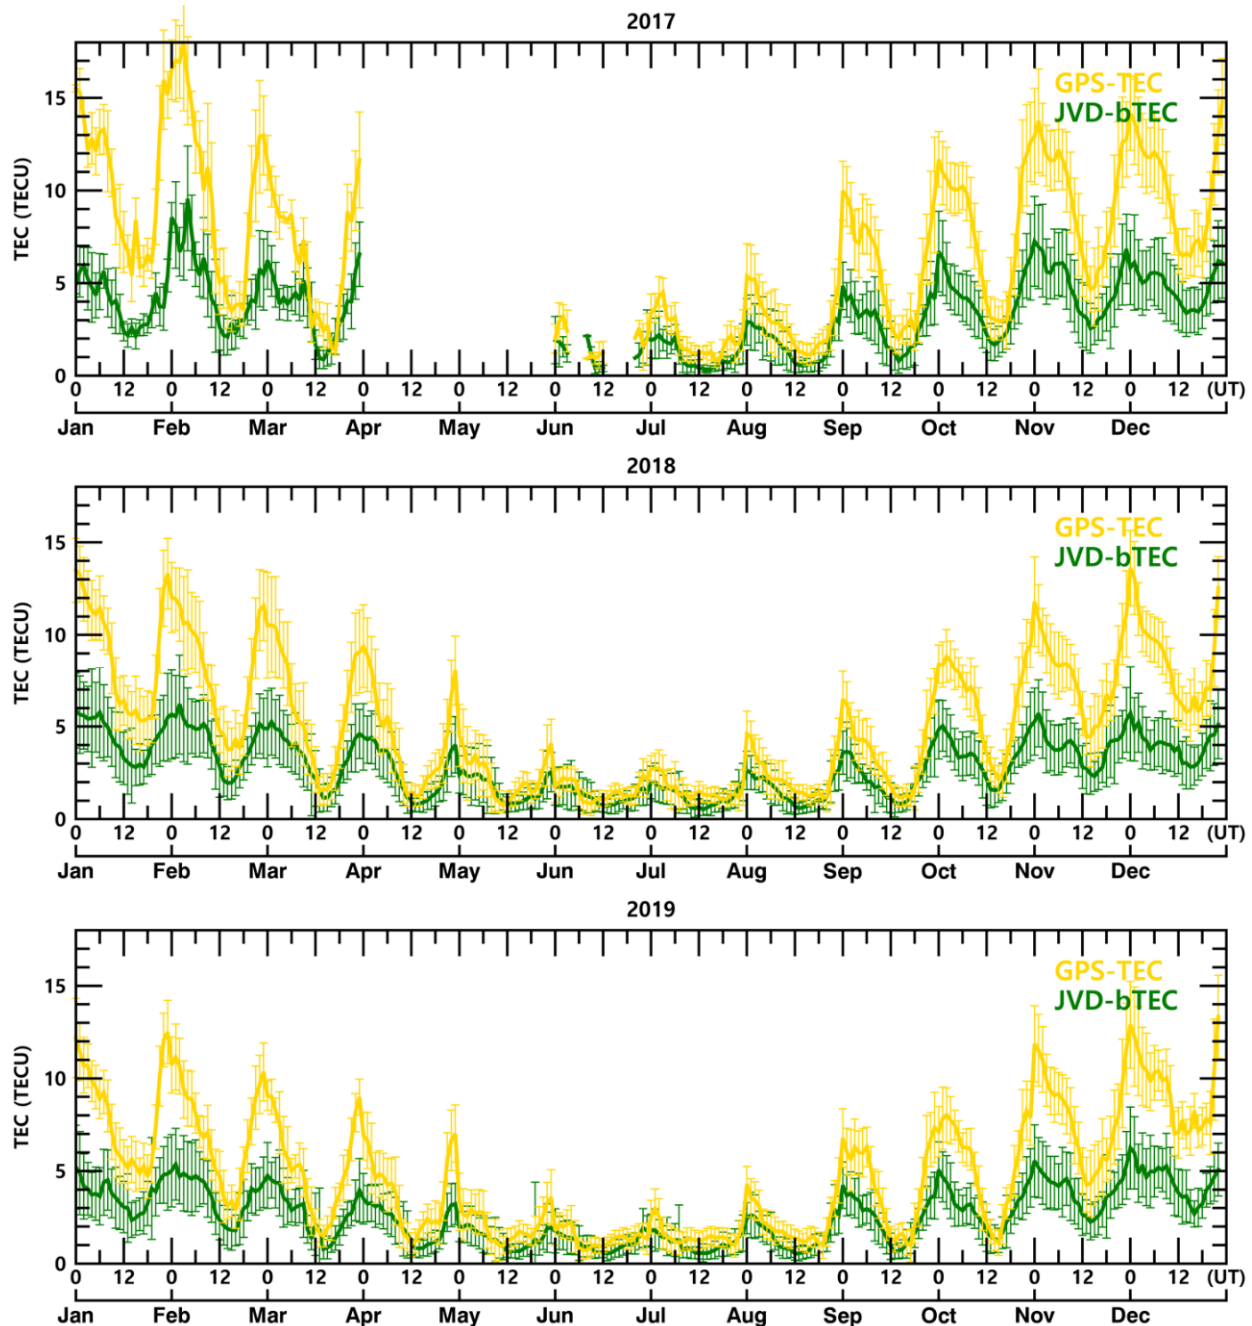 2017
GPS-TEC
JVD-bTEC
TEC (TECU)
15
10
5
0
0 12 0 12 0 12 0 12 0 12 0 12 0 12 0 12 0 12 0 12 0 12 0 12 (UT)
Jan Feb Mar Apr May Jun Jul Aug Sep Oct Nov Dec
2018
GPS-TEC
JVD-bTEC
TEC (TECU)
15
10
5
0
0 12 0 12 0 12 0 12 0 12 0 12 0 12 0 12 0 12 0 12 0 12 0 12 (UT)
Jan Feb Mar Apr May Jun Jul Aug Sep Oct Nov Dec
2019
GPS-TEC
JVD-bTEC
TEC (TECU)
15
10
5
0
0 12 0 12 0 12 0 12 0 12 0 12 0 12 0 12 0 12 0 12 0 12 0 12 (UT)
Jan Feb Mar Apr May Jun Jul Aug Sep Oct Nov Dec